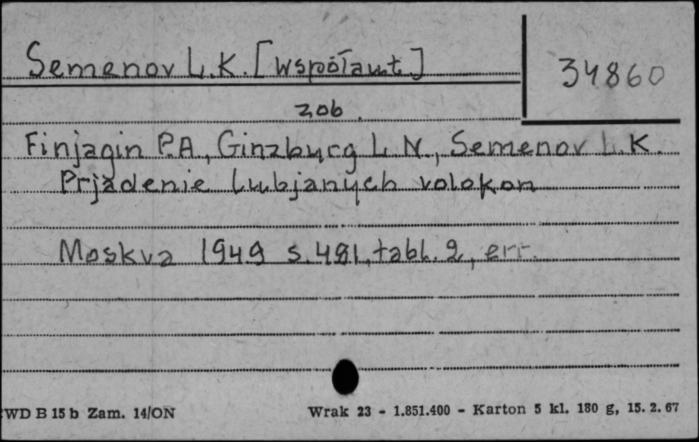 Semenov L.K. [współaut.]
34860
zob.
Finjagin P.A., Ginzburg L.N., Semenov L.K.
Prjadenie lubjanych volokon
Moskva 1949 s. 481, tabl. 2, err.
WD B 15 b Zam. 14/ON
Wrak 23 - 1.851.400 - Karton 5 kl. 180 g, 15. 2. 67